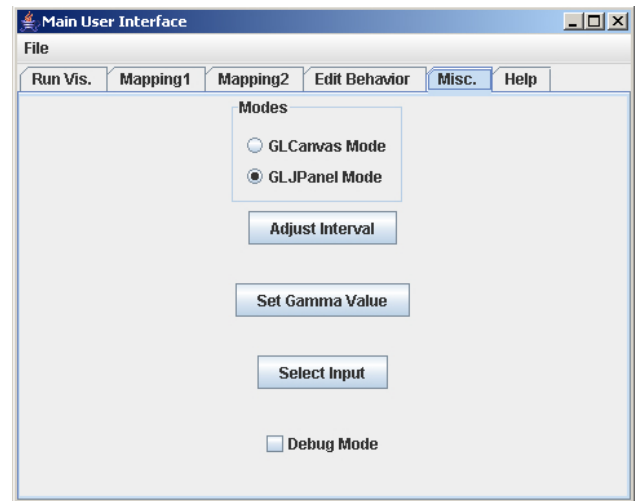 Main User Interface
File
Run Vis. Mapping1 Mapping2 Edit Behavior Misc. Help
Modes
GLCanvas Mode
GLJPanel Mode
Adjust Interval
Set Gamma Value
Select Input
Debug Mode